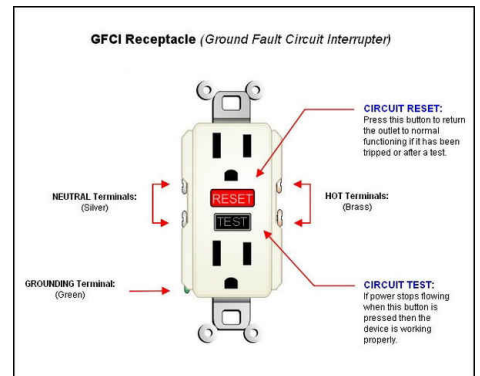 GFCI Receptacle (Ground Fault Circuit Interrupter)
CIRCUIT RESET:
Press this button to return
the outlet to normal
functioning if it has been
tripped or after a test.
RESET
NEUTRAL Terminals:
(Silver)
HOT Terminals:
(Brass)
TEST
GROUNDING Terminal:
(Green)
CIRCUIT TEST:
If power stops flowing
when this button is
pressed then the
device is working
properly.